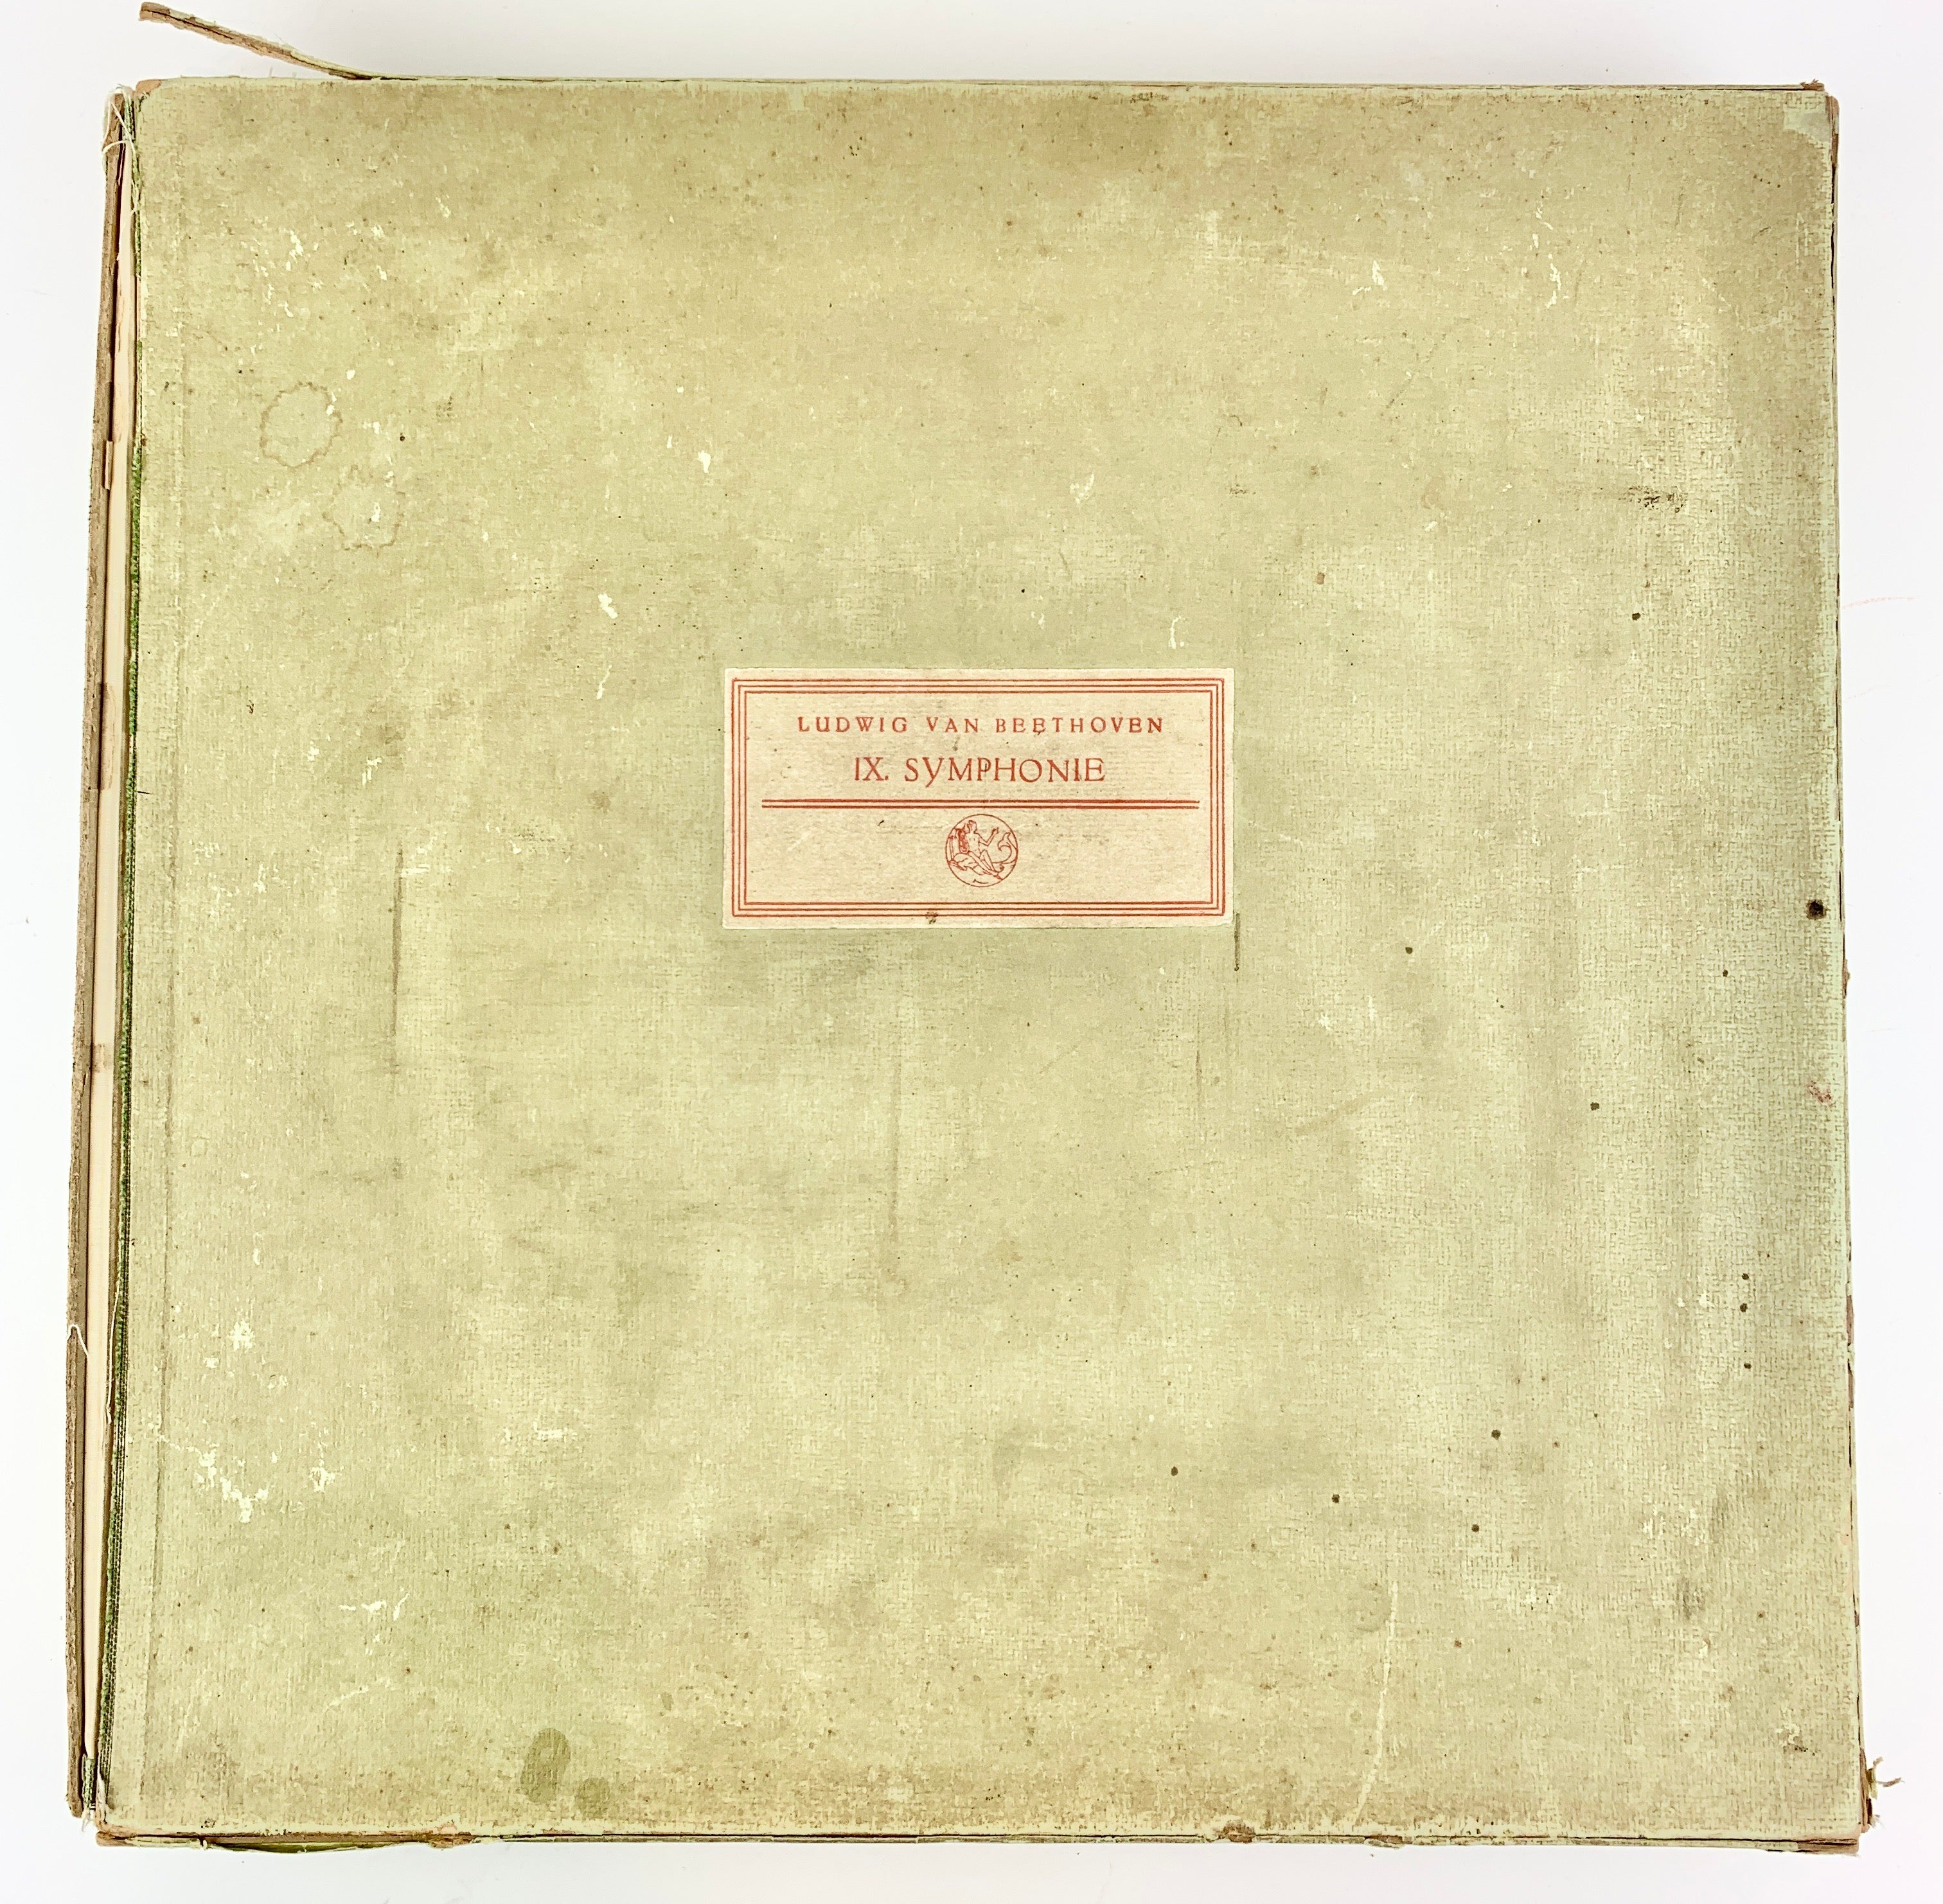 LUDWIG VAN BEETHOVEN
IX. SYMPHONIE